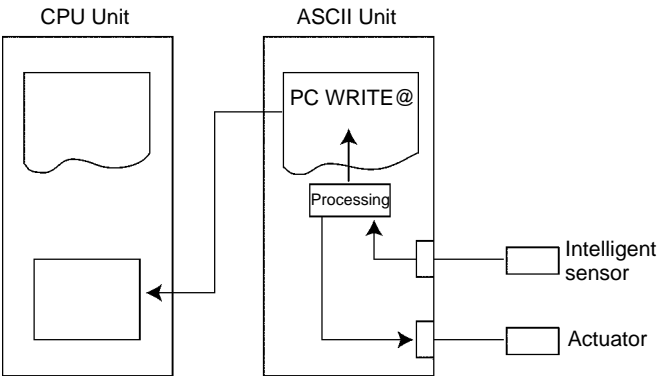 CPU Unit
ASCII Unit
PC WRITE@
Processing
Intelligent
sensor
Actuator